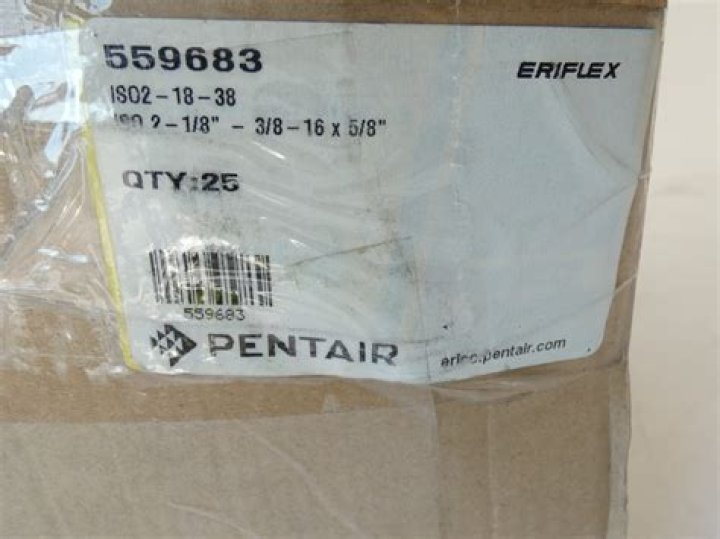 559683
ERIFLEX
ISO2-18-38
ISO 2-1/8" - 3/8-16 x 5/8"
QTY:25
559683
PENTAIR
erico.pentair.com